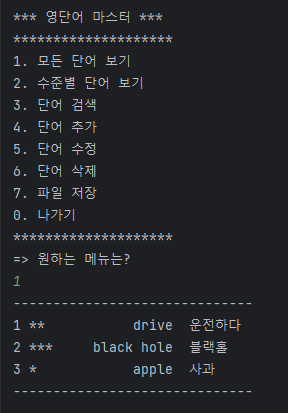 *** 영단어 마스터 ***
********************
1. 모든 단어 보기
2. 수준별 단어 보기
3. 단어 검색
4. 단어 추가
5. 단어 수정
6. 단어 삭제
7. 파일 저장
0. 나가기
********************
=> 원하는 메뉴는?
1
------------------------------
1 **           drive  운전하다
2 ***     black hole  블랙홀
3 *            apple  사과
------------------------------